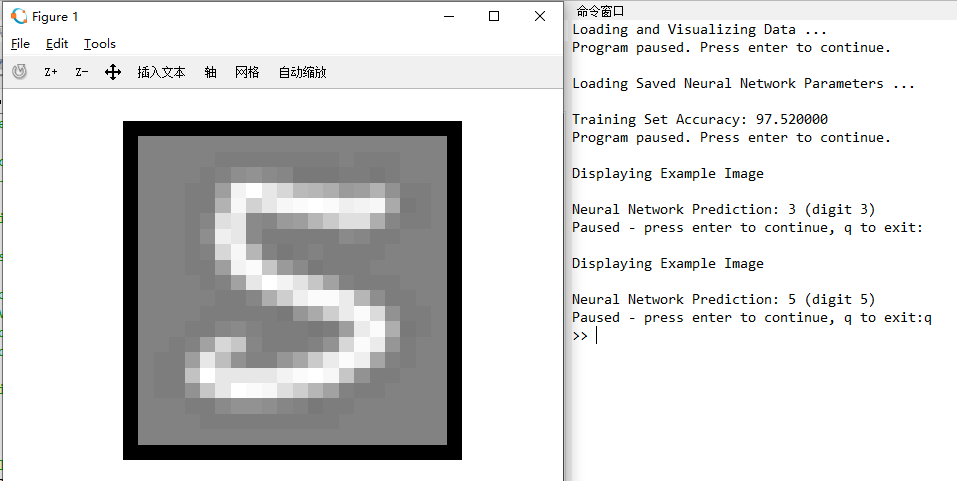 Figure 1
File Edit Tools
Z+ Z- 插入文本 轴 网格 自动缩放
命令窗口
Loading and Visualizing Data ...
Program paused. Press enter to continue.
Loading Saved Neural Network Parameters ...
Training Set Accuracy: 97.520000
Program paused. Press enter to continue.
Displaying Example Image
Neural Network Prediction: 3 (digit 3)
Paused - press enter to continue, q to exit:
Displaying Example Image
Neural Network Prediction: 5 (digit 5)
Paused - press enter to continue, q to exit:q
>>